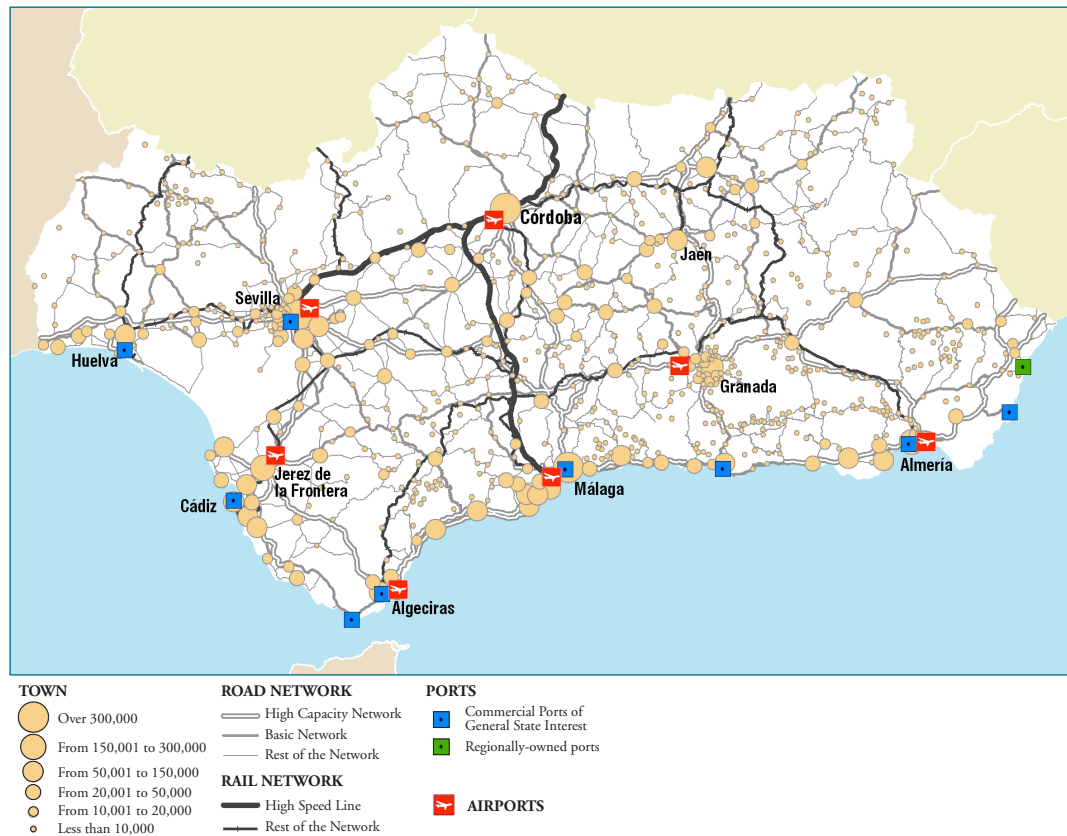 Córdoba
Jaén
Sevilla
Huelva
Granada
Jerez de
la Frontera
Almería
Málaga
Cádiz
Algeciras
TOWN
Over 300,000
From 150,001 to 300,000
From 50,001 to 150,000
From 20,001 to 50,000
From 10,001 to 20,000
Less than 10,000
ROAD NETWORK
High Capacity Network
Basic Network
Rest of the Network
RAIL NETWORK
High Speed Line
Rest of the Network
PORTS
Commercial Ports of
General State Interest
Regionally-owned ports
AIRPORTS